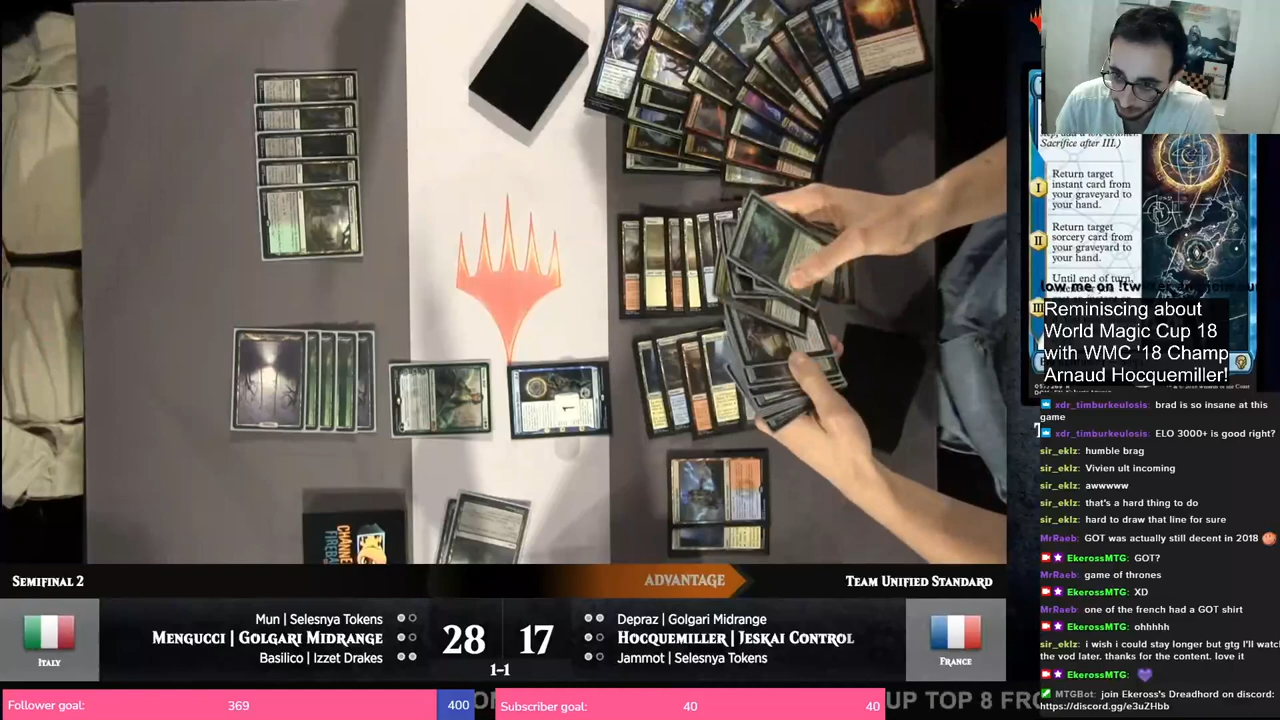 Sacrifice after III.)
I
Return target
instant card from
your graveyard to
your hand.
II
Return target
sorcery card from
your graveyard to
your hand.
Until end of turn,
Reminiscing about
World Magic Cup 18
with WMC '18 Champ
Arnaud Hocquemiller!
xdr_timburkeulosis: brad is so insane at this
game
xdr_timburkeulosis: ELO 3000+ is good right?
sir_eklz: humble brag
sir_eklz: Vivien ult incoming
sir_eklz: awwwww
sir_eklz: that's a hard thing to do
sir_eklz: hard to draw that line for sure
MrRaeb: GOT was actually still decent in 2018
EkerossMTG: GOT?
MrRaeb: game of thrones
EkerossMTG: XD
MrRaeb: one of the french had a GOT shirt
EkerossMTG: ohhhhh
sir_eklz: i wish i could stay longer but gtg I'll watch
the vod later. thanks for the content. love it
EkerossMTG:
MTGBot: join Ekeross's Dreadhord on discord:
https://discord.gg/e3uZHbb
CHANNEL
FIREBA
1
SEMIFINAL 2
ADVANTAGE
TEAM UNIFIED STANDARD
ITALY
Mun | Selesnya Tokens
MENGUCCI | GOLGARI MIDRANGE
Basilico | Izzet Drakes
28
17
1-1
Depraz | Golgari Midrange
HOCQUEMILLER | JESKAI CONTROL
Jammot | Selesnya Tokens
FRANCE
Follower goal:
369
400
Subscriber goal:
40
40
UP TOP 8 FRO